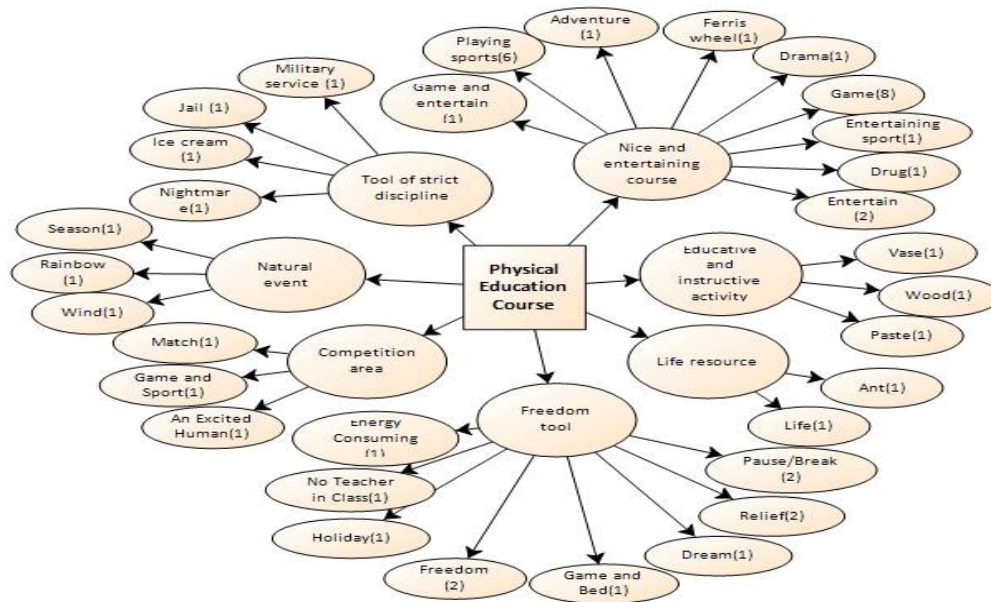 Adventure
(1)
Ferris
wheel(1)
Playing
sports(6)
Drama(1)
Military
service (1)
Game and
entertain
(1)
Game(8)
Jail (1)
Entertaining
sport(1)
Ice cream
(1)
Nice and
entertaining
course
Drug(1)
Tool of strict
discipline
Nightmar
e(1)
Entertain
(2)
Season(1)
Educative
and
instructive
activity
Vase(1)
Natural
event
Physical
Education
Course
Rainbow
(1)
Wood(1)
Wind(1)
Paste(1)
Match(1)
Competition
area
Life resource
Game and
Sport(1)
Ant(1)
An Excited
Human(1)
Freedom
tool
Life(1)
Energy
Consuming
(1)
Pause/Break
(2)
No Teacher
in Class(1)
Relief(2)
Holiday(1)
Dream(1)
Freedom
(2)
Game and
Bed(1)